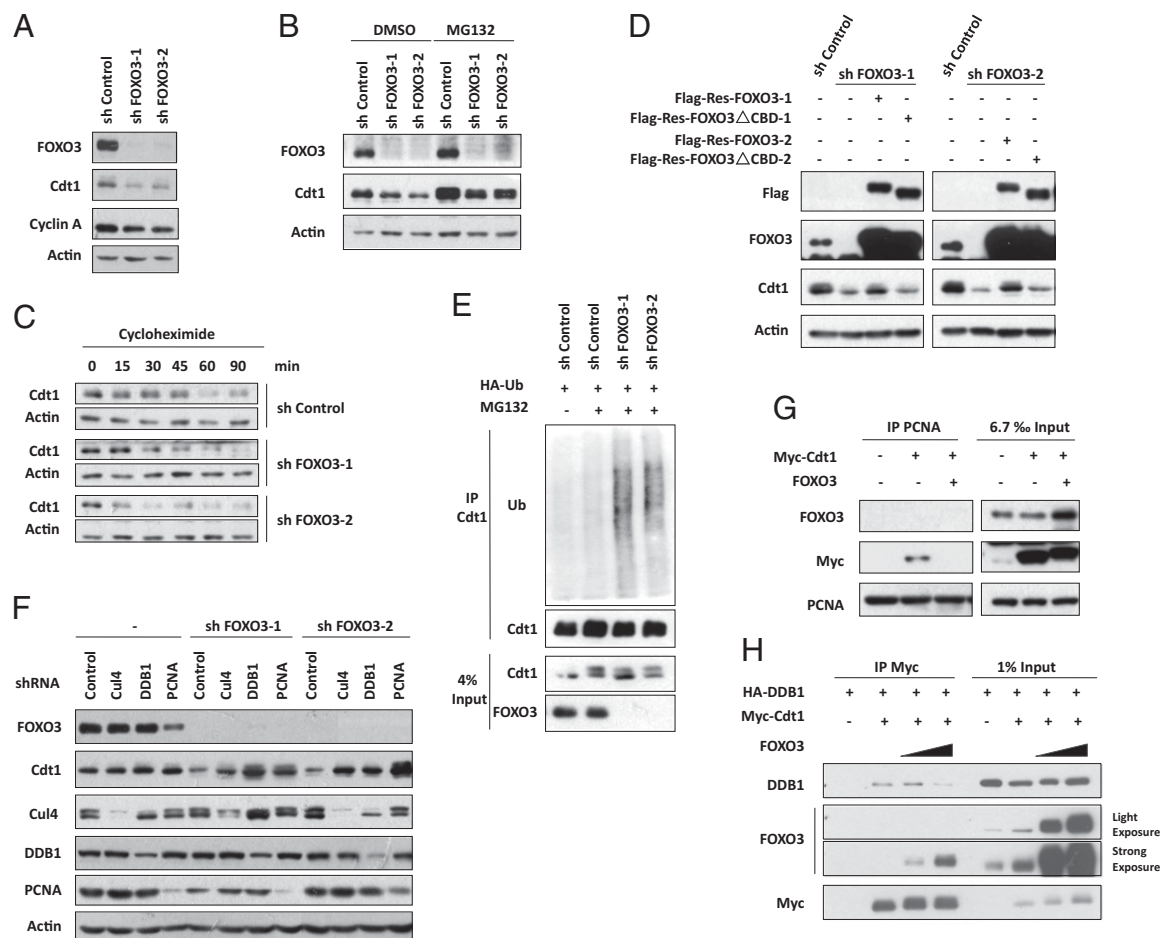 A
sh Control
sh FOXO3-1
sh FOXO3-2
FOXO3
Cdt1
Cyclin A
Actin
B
DMSO MG132
sh Control
sh FOXO3-1
sh FOXO3-2
sh Control
sh FOXO3-1
sh FOXO3-2
FOXO3
Cdt1
Actin
C
Cycloheximide
0 15 30 45 60 90 min
Cdt1
Actin
sh Control
Cdt1
Actin
sh FOXO3-1
Cdt1
Actin
sh FOXO3-2
D
sh Control
sh FOXO3-1
sh Control
sh FOXO3-2
Flag-Res-FOXO3-1 - - + - - - - -
Flag-Res-FOXO3△CBD-1 - - - + - - - -
Flag-Res-FOXO3-2 - - - - - - + -
Flag-Res-FOXO3△CBD-2 - - - - - - - +
Flag
FOXO3
Cdt1
Actin
E
sh Control
sh Control
sh FOXO3-1
sh FOXO3-2
HA-Ub + + + +
MG132 - + + +
IP
Cdt1
Ub
Cdt1
4%
Input
Cdt1
FOXO3
F
- sh FOXO3-1 sh FOXO3-2
shRNA
Control
Cul4
DDB1
PCNA
Control
Cul4
DDB1
PCNA
Control
Cul4
DDB1
PCNA
FOXO3
Cdt1
Cul4
DDB1
PCNA
Actin
G
IP PCNA 6.7 ‰ Input
Myc-Cdt1 - + + - + +
FOXO3 - - + - - +
FOXO3
Myc
PCNA
H
IP Myc 1% Input
HA-DDB1 + + + + + + + +
Myc-Cdt1 - + + + - + + +
FOXO3
DDB1
FOXO3
Light
Exposure
Strong
Exposure
Myc